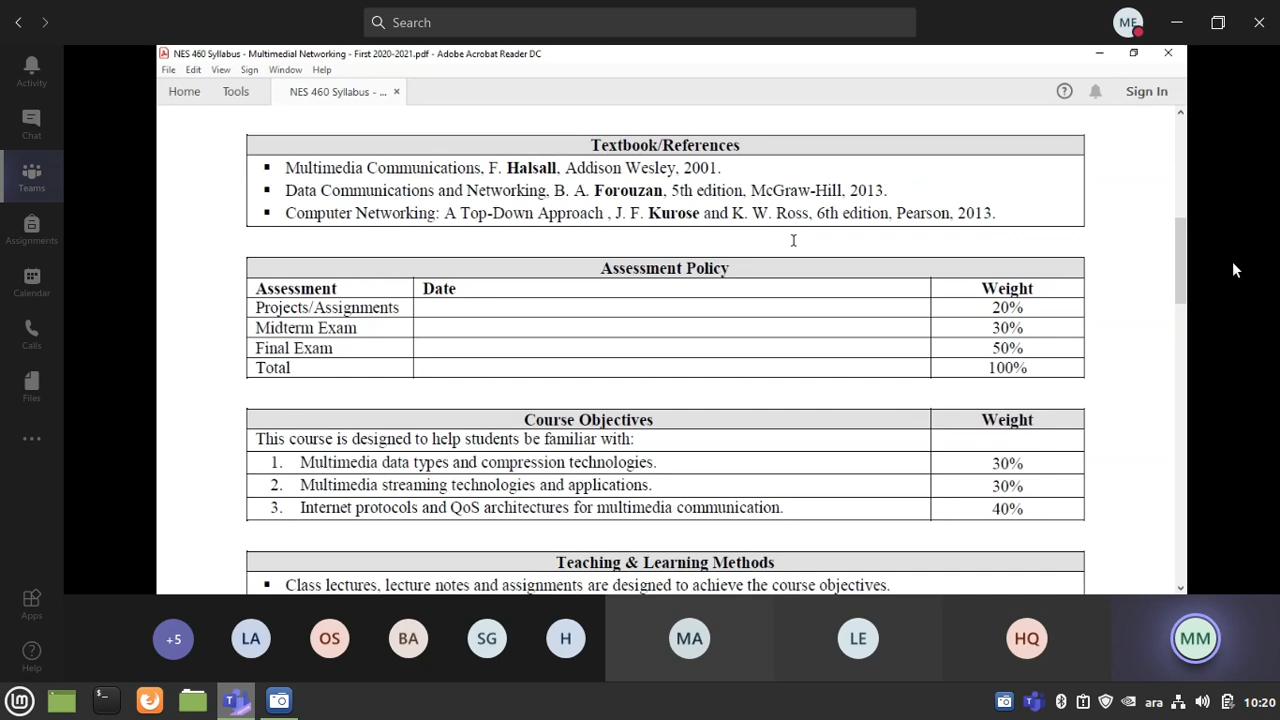 Search
ME
NES 460 Syllabus - Multimedial Networking - First 2020-2021.pdf - Adobe Acrobat Reader DC
File Edit View Sign Window Help
Home Tools NES 460 Syllabus - ... × Sign In
Activity
Chat
Teams
Assignments
Calendar
Calls
Files
Apps
Help
Textbook/References
▪ Multimedia Communications, F. Halsall, Addison Wesley, 2001.
▪ Data Communications and Networking, B. A. Forouzan, 5th edition, McGraw-Hill, 2013.
▪ Computer Networking: A Top-Down Approach , J. F. Kurose and K. W. Ross, 6th edition, Pearson, 2013.
Assessment Policy
Assessment Date Weight
Projects/Assignments 20%
Midterm Exam 30%
Final Exam 50%
Total 100%
Course Objectives Weight
This course is designed to help students be familiar with:
1. Multimedia data types and compression technologies. 30%
2. Multimedia streaming technologies and applications. 30%
3. Internet protocols and QoS architectures for multimedia communication. 40%
Teaching & Learning Methods
▪ Class lectures, lecture notes and assignments are designed to achieve the course objectives.
+5 LA OS BA SG H MA LE HQ MM
ara 10:20